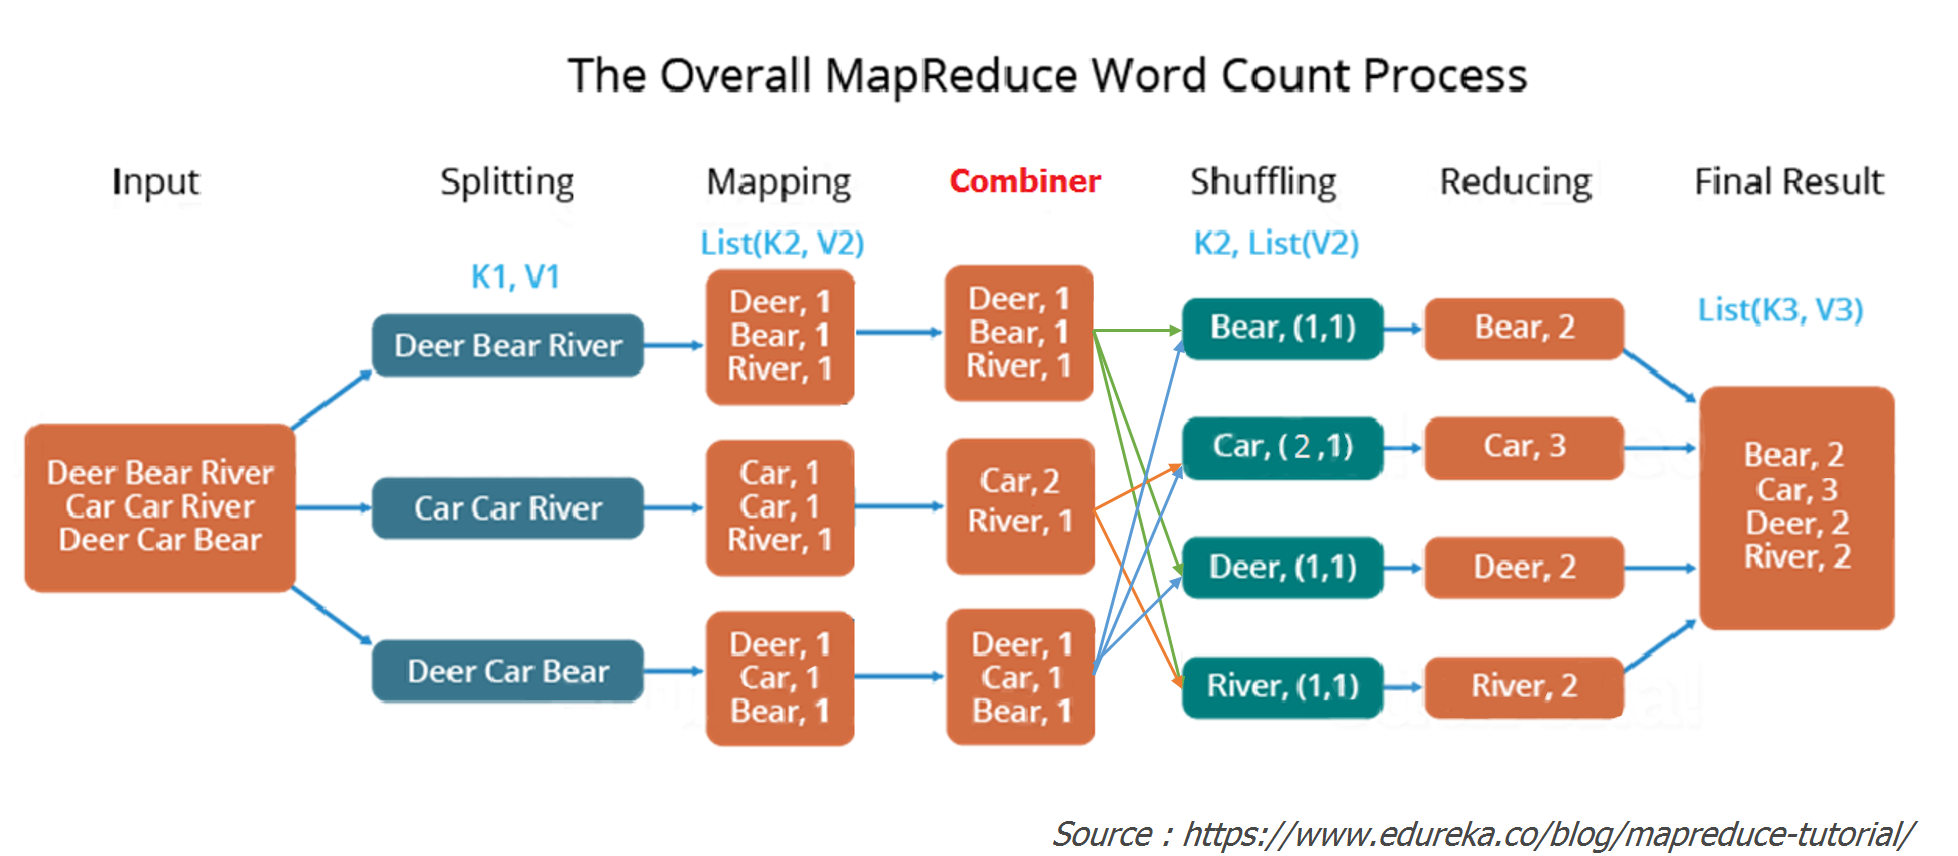 The Overall MapReduce Word Count Process
Input
Splitting
Mapping
Combiner
Shuffling
Reducing
Final Result
K1, V1
List(K2, V2)
K2, List(V2)
List(K3, V3)
Deer Bear River
Car Car River
Deer Car Bear
Deer Bear River
Car Car River
Deer Car Bear
Deer, 1
Bear, 1
River, 1
Car, 1
Car, 1
River, 1
Deer, 1
Car, 1
Bear, 1
Deer, 1
Bear, 1
River, 1
Car, 2
River, 1
Deer, 1
Car, 1
Bear, 1
Bear, (1,1)
Car, ( 2 ,1)
Deer, (1,1)
River, (1,1)
Bear, 2
Car, 3
Deer, 2
River, 2
Bear, 2
Car, 3
Deer, 2
River, 2
Source : https://www.edureka.co/blog/mapreduce-tutorial/